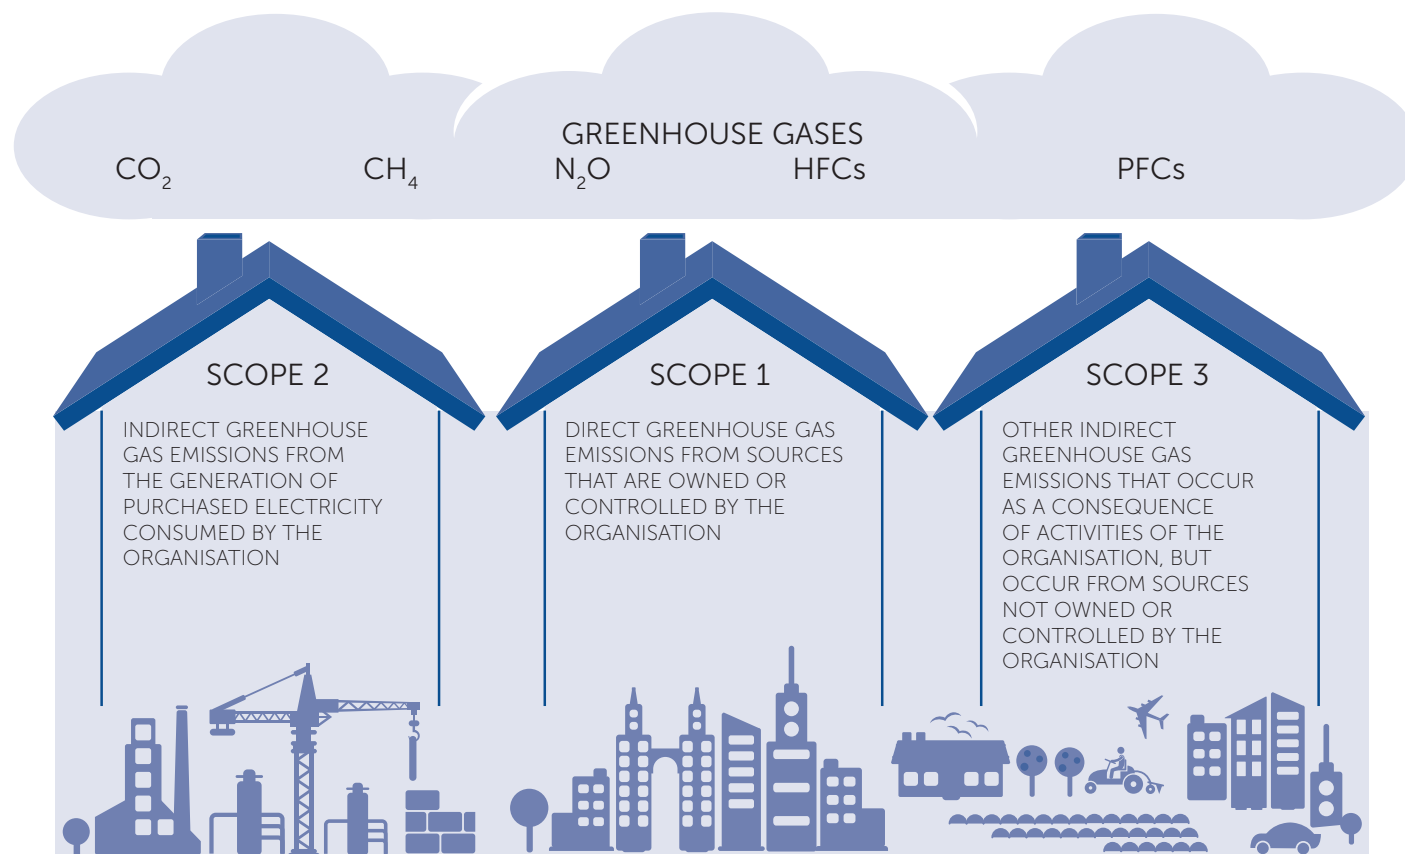 GREENHOUSE GASES
CO₂ CH₄ N₂O HFCs PFCs
SCOPE 2
INDIRECT GREENHOUSE
GAS EMISSIONS FROM
THE GENERATION OF
PURCHASED ELECTRICITY
CONSUMED BY THE
ORGANISATION
SCOPE 1
DIRECT GREENHOUSE GAS
EMISSIONS FROM SOURCES
THAT ARE OWNED OR
CONTROLLED BY THE
ORGANISATION
SCOPE 3
OTHER INDIRECT
GREENHOUSE GAS
EMISSIONS THAT OCCUR
AS A CONSEQUENCE
OF ACTIVITIES OF THE
ORGANISATION, BUT
OCCUR FROM SOURCES
NOT OWNED OR
CONTROLLED BY THE
ORGANISATION